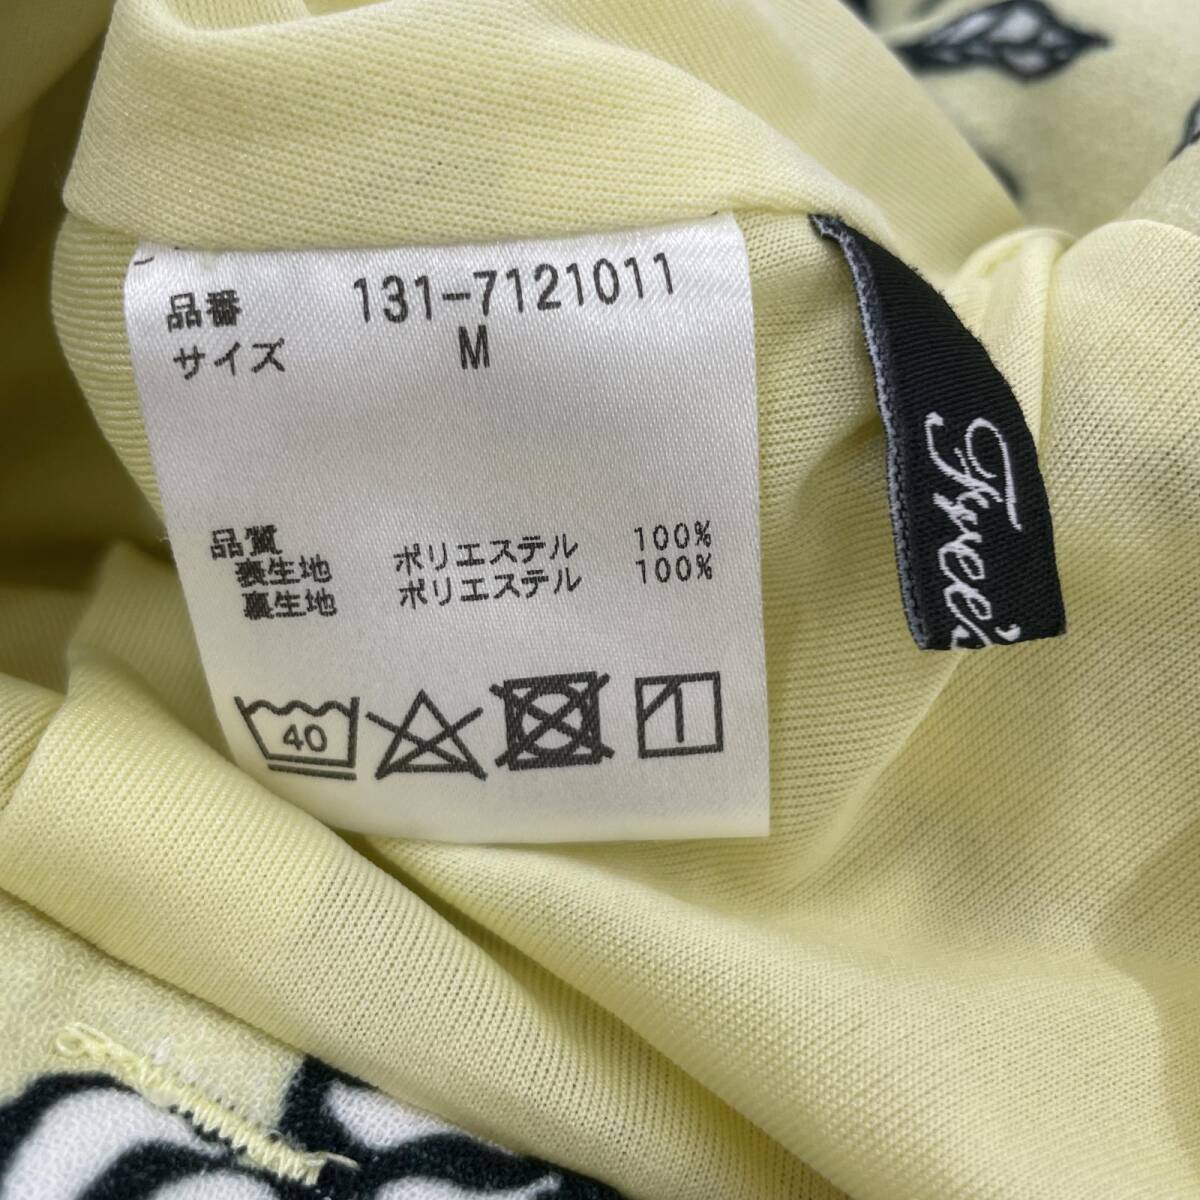 品番 131-7121011
サイズ M
品質
表生地 ポリエステル 100%
裏生地 ポリエステル 100%
40